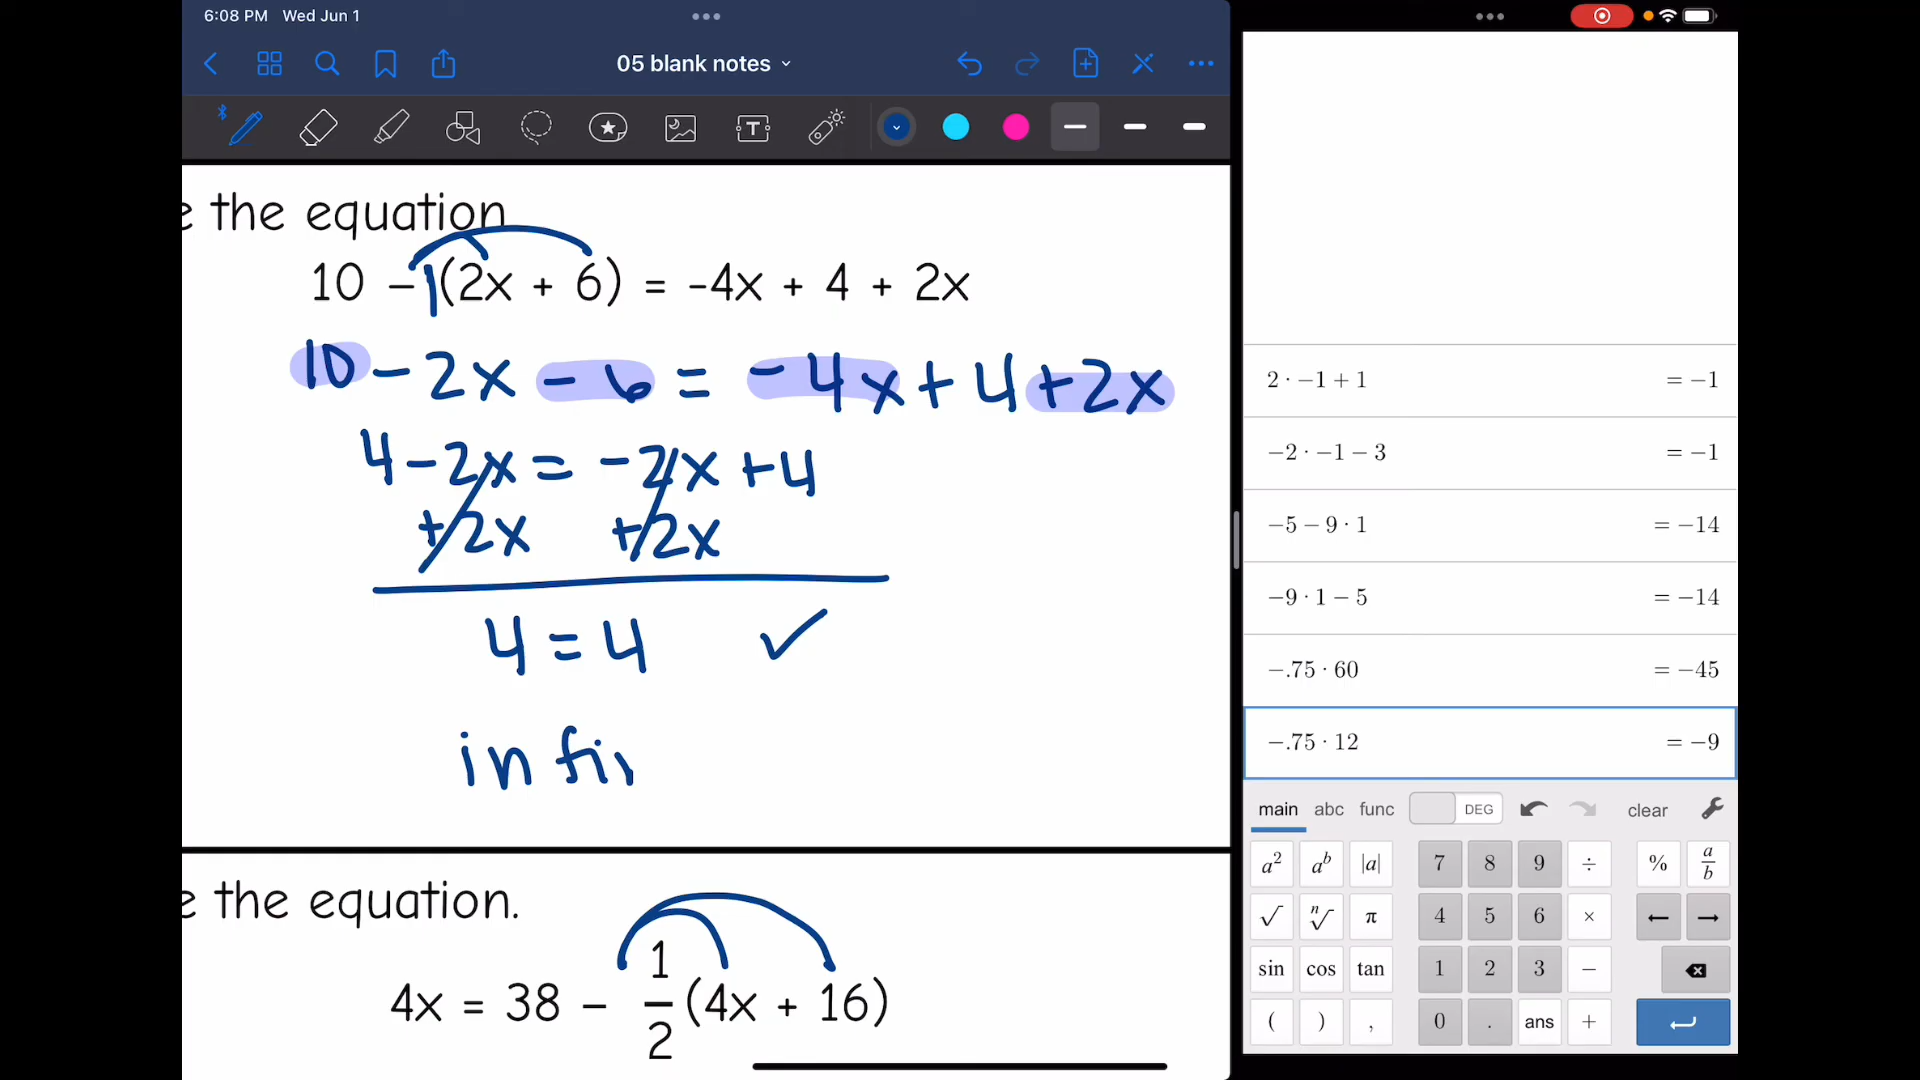 6:08 PM Wed Jun 1
05 blank notes
T
e the equation
10 − 1(2x + 6) = -4x + 4 + 2x
10 − 2x − 6 = −4x + 4 + 2x
4 − 2x = −2x + 4
+2x +2x
4 = 4 ✓
in fin
e the equation.
4x = 38 − 1/2 (4x + 16)
2 · −1 + 1 = −1
−2 · −1 − 3 = −1
−5 − 9 · 1 = −14
−9 · 1 − 5 = −14
−.75 · 60 = −45
−.75 · 12 = −9
main abc func DEG clear
a² aᵇ |a| 7 8 9 ÷ % a/b
√ ⁿ√ π 4 5 6 × ← →
sin cos tan 1 2 3 −
( ) , 0 . ans +